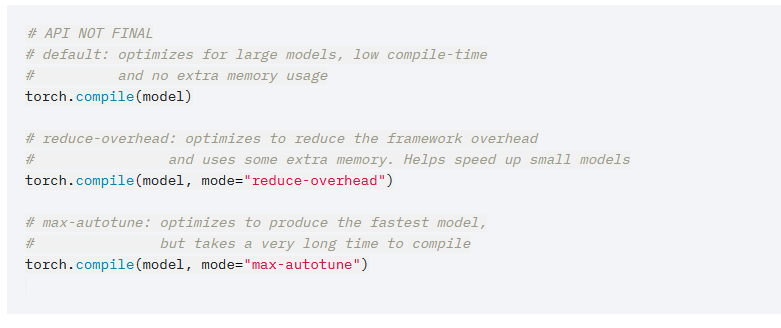 # API NOT FINAL
# default: optimizes for large models, low compile-time
#          and no extra memory usage
torch.compile(model)

# reduce-overhead: optimizes to reduce the framework overhead
#                and uses some extra memory. Helps speed up small models
torch.compile(model, mode="reduce-overhead")

# max-autotune: optimizes to produce the fastest model,
#               but takes a very long time to compile
torch.compile(model, mode="max-autotune")